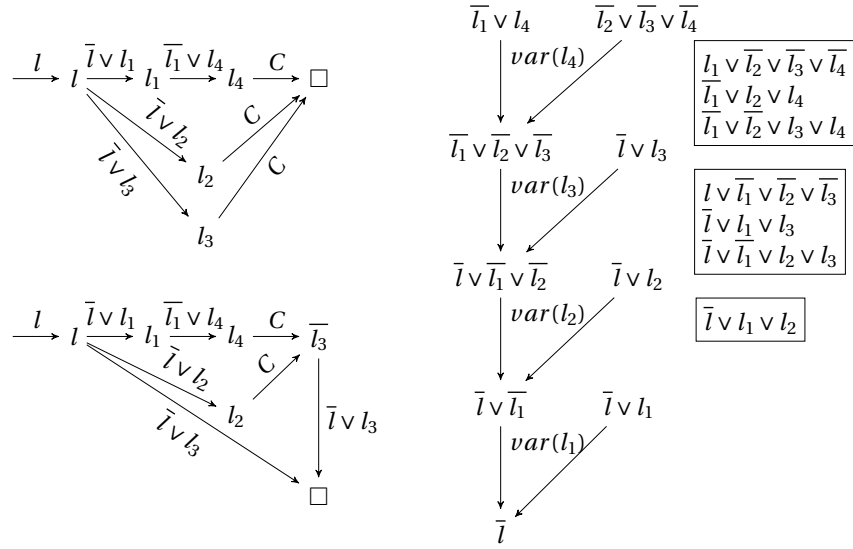 l l̅ ∨ l₁ l̅₁ ∨ l₄ C
l l₁ l₄ □
l̅ ∨ l₂ C
l̅ ∨ l₃ C
l₂
l₃
l l̅ ∨ l₁ l̅₁ ∨ l₄ C
l l₁ l₄ l̅₃
l̅ ∨ l₂ C
l̅ ∨ l₃
l₂
l̅ ∨ l₃
□
l̅₁ ∨ l₄ l̅₂ ∨ l̅₃ ∨ l̅₄
var(l₄)
l̅₁ ∨ l̅₂ ∨ l̅₃ l̅ ∨ l₃
var(l₃)
l̅ ∨ l̅₁ ∨ l̅₂ l̅ ∨ l₂
var(l₂)
l̅ ∨ l̅₁ l̅ ∨ l₁
var(l₁)
l̅
l₁ ∨ l̅₂ ∨ l̅₃ ∨ l̅₄
l̅₁ ∨ l₂ ∨ l₄
l̅₁ ∨ l̅₂ ∨ l₃ ∨ l₄
l ∨ l̅₁ ∨ l̅₂ ∨ l̅₃
l̅ ∨ l₁ ∨ l₃
l̅ ∨ l̅₁ ∨ l₂ ∨ l₃
l̅ ∨ l₁ ∨ l₂